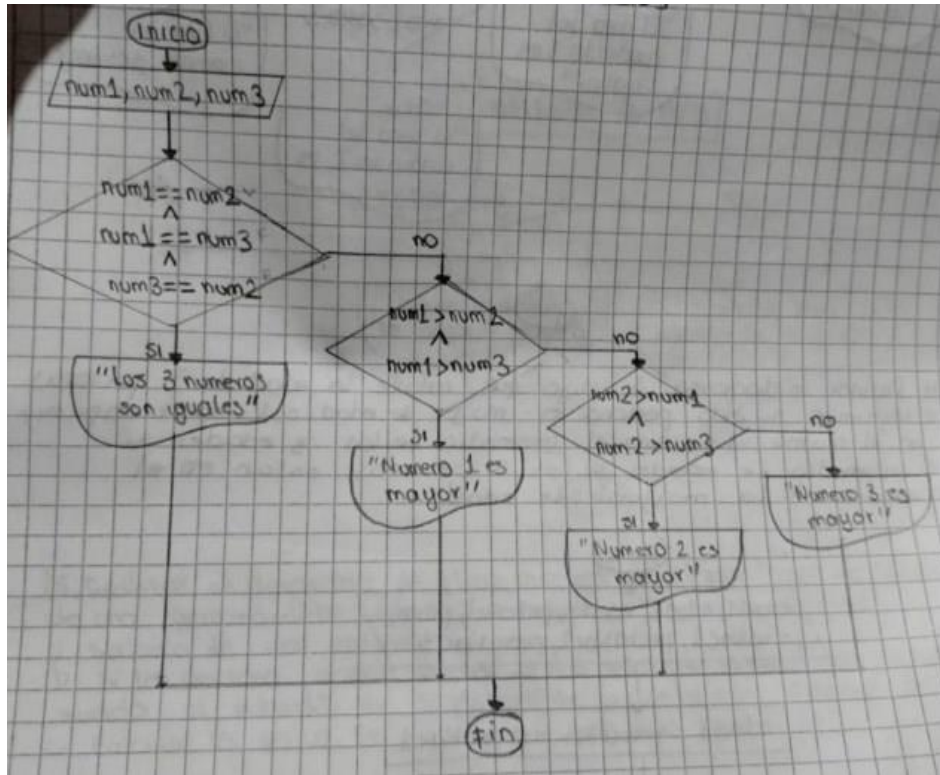 Inicio
num1, num2, num3
num1==num2
^
num1==num3
^
num3==num2
si
"Los 3 numeros
son iguales"
no
num1>num2
^
num1>num3
si
"Numero 1 es
mayor"
no
num2>num1
^
num2>num3
si
"Numero 2 es
mayor"
no
"Numero 3 es
mayor"
Fin